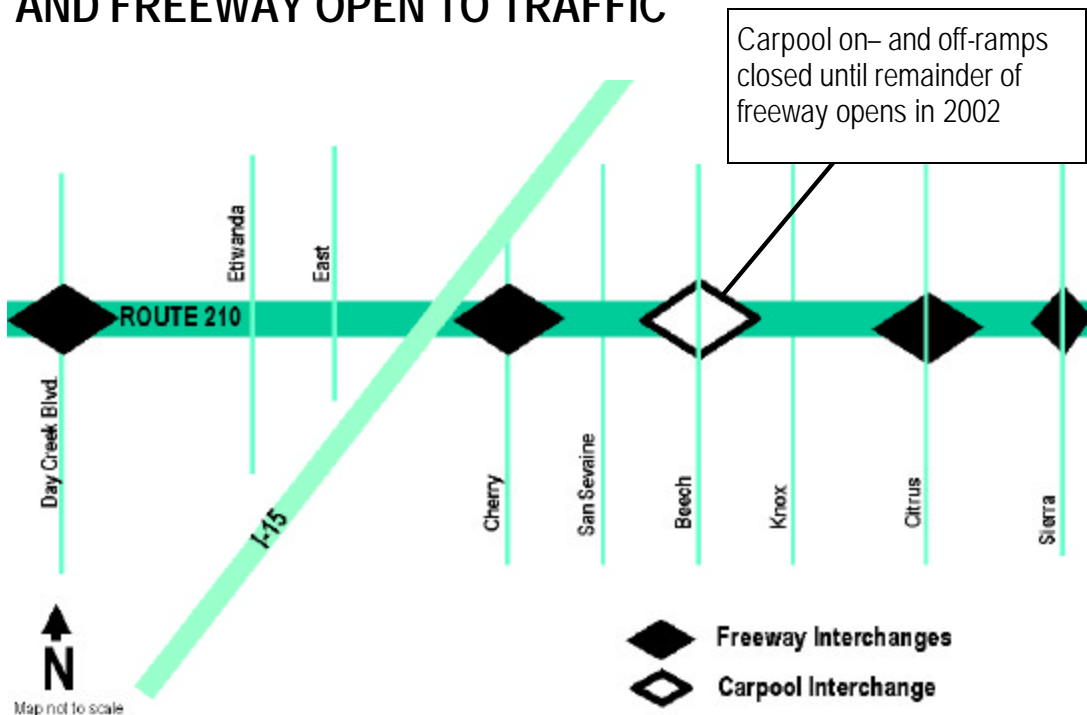 AND FREEWAY OPEN TO TRAFFIC
Carpool on– and off-ramps
closed until remainder of
freeway opens in 2002
Etiwanda
East
ROUTE 210
Day Creek Blvd.
I-15
Cherry
San Sevaine
Beech
Knox
Citrus
Sierra
N
Map not to scale
Freeway Interchanges
Carpool Interchange